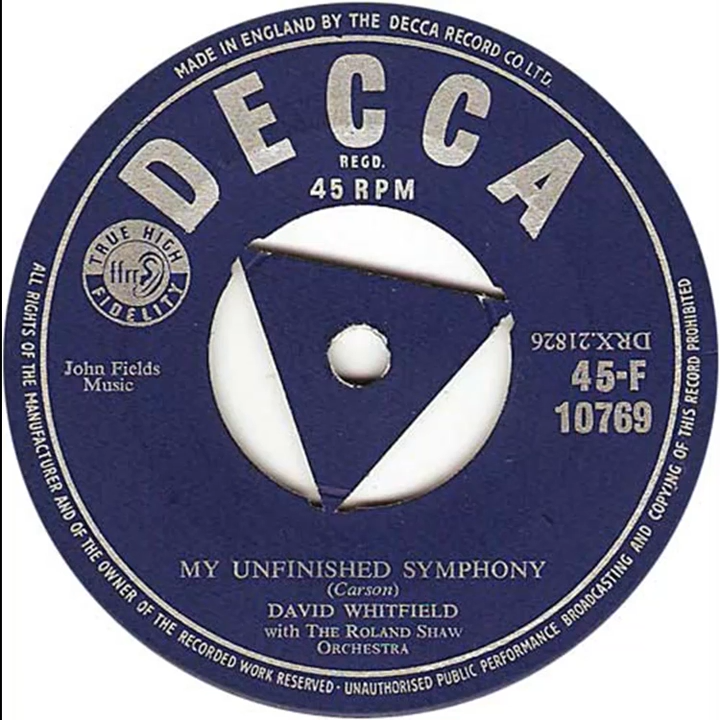 MADE IN ENGLAND BY THE DECCA RECORD CO. LTD.
DECCA
REGD.
45 RPM
TRUE HIGH
ffrr
FIDELITY
John Fields
Music
DRX.21826
45-F
10769
MY UNFINISHED SYMPHONY
(Carson)
DAVID WHITFIELD
with THE ROLAND SHAW
ORCHESTRA
ALL RIGHTS OF THE MANUFACTURER AND OF THE OWNER OF THE RECORDED WORK RESERVED · UNAUTHORISED PUBLIC PERFORMANCE BROADCASTING AND COPYING OF THIS RECORD PROHIBITED